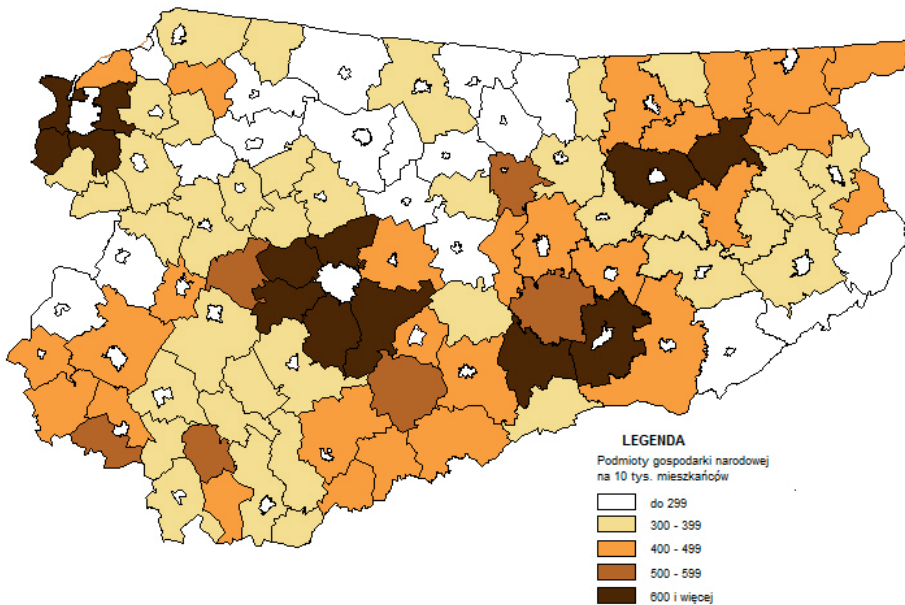 LEGENDA
Podmioty gospodarki narodowej
na 10 tys. mieszkańców
do 299
300 - 399
400 - 499
500 - 599
600 i więcej